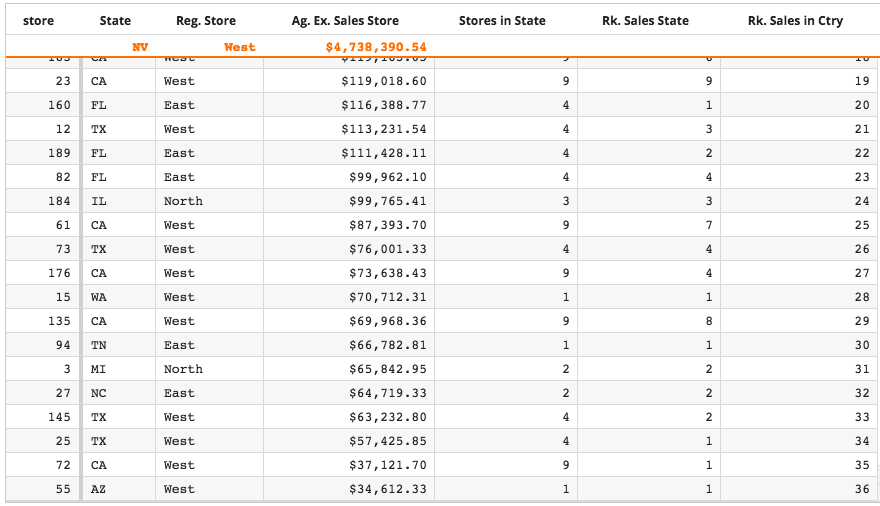 store State Reg. Store Ag. Ex. Sales Store Stores in State Rk. Sales State Rk. Sales in Ctry
NV West $4,738,390.54
23 CA West $119,018.60 9 9 19
160 FL East $116,388.77 4 1 20
12 TX West $113,231.54 4 3 21
189 FL East $111,428.11 4 2 22
82 FL East $99,962.10 4 4 23
184 IL North $99,765.41 3 3 24
61 CA West $87,393.70 9 7 25
73 TX West $76,001.33 4 4 26
176 CA West $73,638.43 9 4 27
15 WA West $70,712.31 1 1 28
135 CA West $69,968.36 9 8 29
94 TN East $66,782.81 1 1 30
3 MI North $65,842.95 2 2 31
27 NC East $64,719.33 2 2 32
145 TX West $63,232.80 4 2 33
25 TX West $57,425.85 4 1 34
72 CA West $37,121.70 9 1 35
55 AZ West $34,612.33 1 1 36